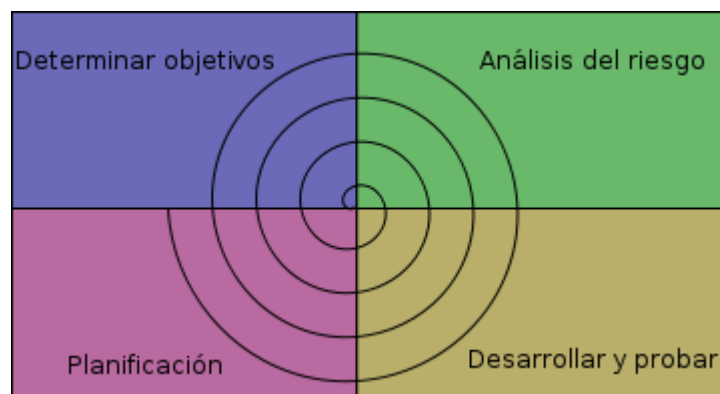 Determinar objetivos
Análisis del riesgo
Planificación
Desarrollar y probar